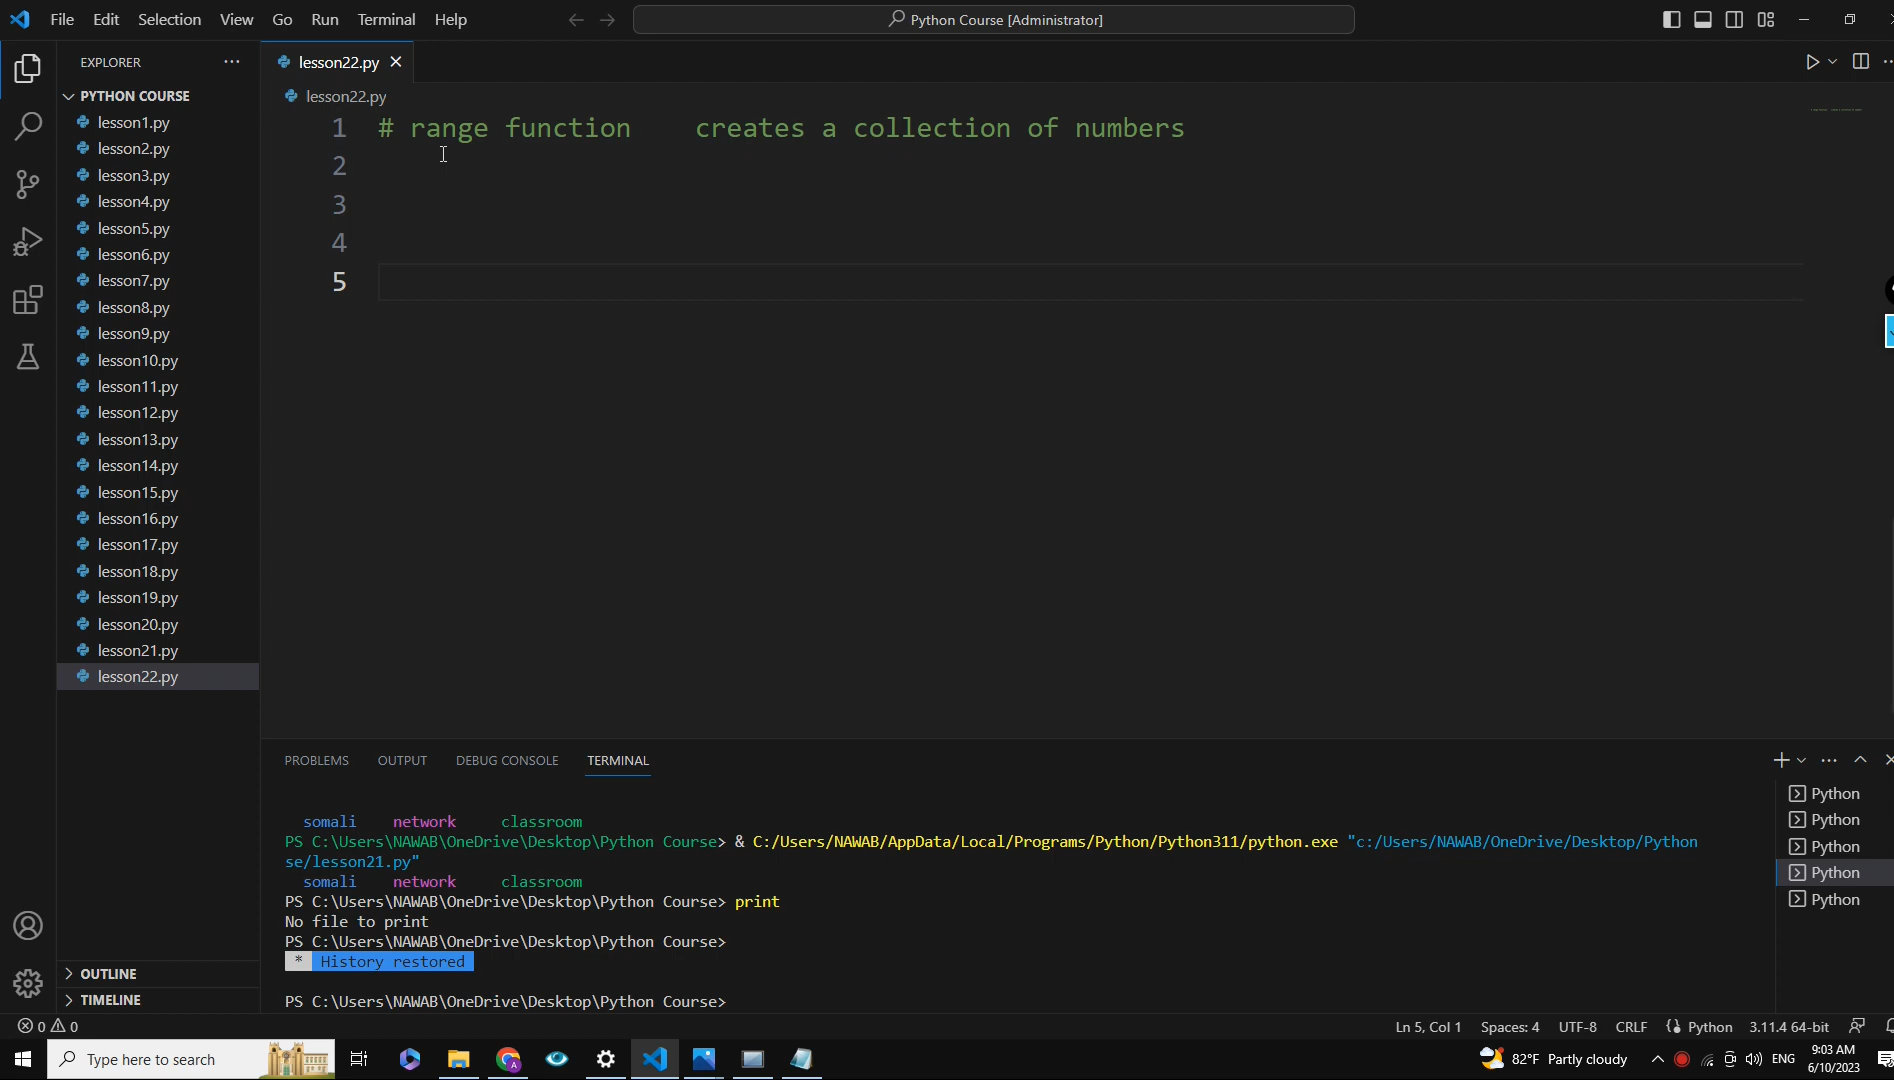 File Edit Selection View Go Run Terminal Help
Python Course [Administrator]
EXPLORER
lesson22.py
PYTHON COURSE
lesson22.py
lesson1.py
lesson2.py
lesson3.py
lesson4.py
lesson5.py
lesson6.py
lesson7.py
lesson8.py
lesson9.py
lesson10.py
lesson11.py
lesson12.py
lesson13.py
lesson14.py
lesson15.py
lesson16.py
lesson17.py
lesson18.py
lesson19.py
lesson20.py
lesson21.py
lesson22.py
OUTLINE
TIMELINE
1 # range function creates a collection of numbers
2
3
4
5
PROBLEMS OUTPUT DEBUG CONSOLE TERMINAL
somali network classroom
PS C:\Users\NAWAB\OneDrive\Desktop\Python Course> & C:/Users/NAWAB/AppData/Local/Programs/Python/Python311/python.exe "c:/Users/NAWAB/OneDrive/Desktop/Python
se/lesson21.py"
somali network classroom
PS C:\Users\NAWAB\OneDrive\Desktop\Python Course> print
No file to print
PS C:\Users\NAWAB\OneDrive\Desktop\Python Course>
* History restored
PS C:\Users\NAWAB\OneDrive\Desktop\Python Course>
Python
Python
Python
Python
Python
0 0
Ln 5, Col 1 Spaces: 4 UTF-8 CRLF Python 3.11.4 64-bit
Type here to search
82°F Partly cloudy
ENG
9:03 AM
6/10/2023